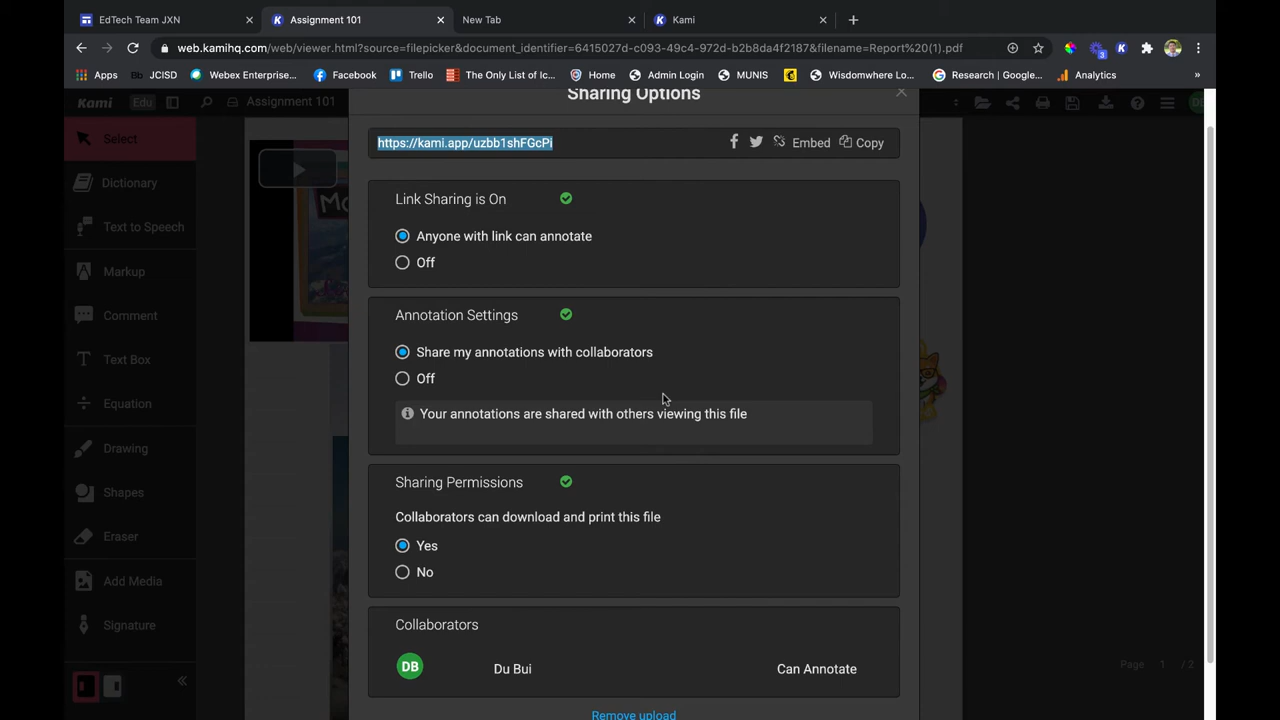 EdTech Team JXN
Assignment 101
New Tab
Kami
web.kamihq.com/web/viewer.html?source=filepicker&document_identifier=6415027d-c093-49c4-972d-b2b8da4f2187&filename=Report%20(1).pdf
Apps
Bb JCISD
Webex Enterprise...
Facebook
Trello
The Only List of Ic...
Home
Admin Login
MUNIS
Wisdomwhere Lo...
Research | Google...
Analytics
»
Kami Edu Assignment 101
Sharing Options
https://kami.app/uzbb1shFGcPi
Embed
Copy
Select
Dictionary
Text to Speech
Markup
Comment
Text Box
Equation
Drawing
Shapes
Eraser
Add Media
Signature
Link Sharing is On
Anyone with link can annotate
Off
Annotation Settings
Share my annotations with collaborators
Off
Your annotations are shared with others viewing this file
Sharing Permissions
Collaborators can download and print this file
Yes
No
Collaborators
DB Du Bui Can Annotate
Remove upload
Page 1 / 2